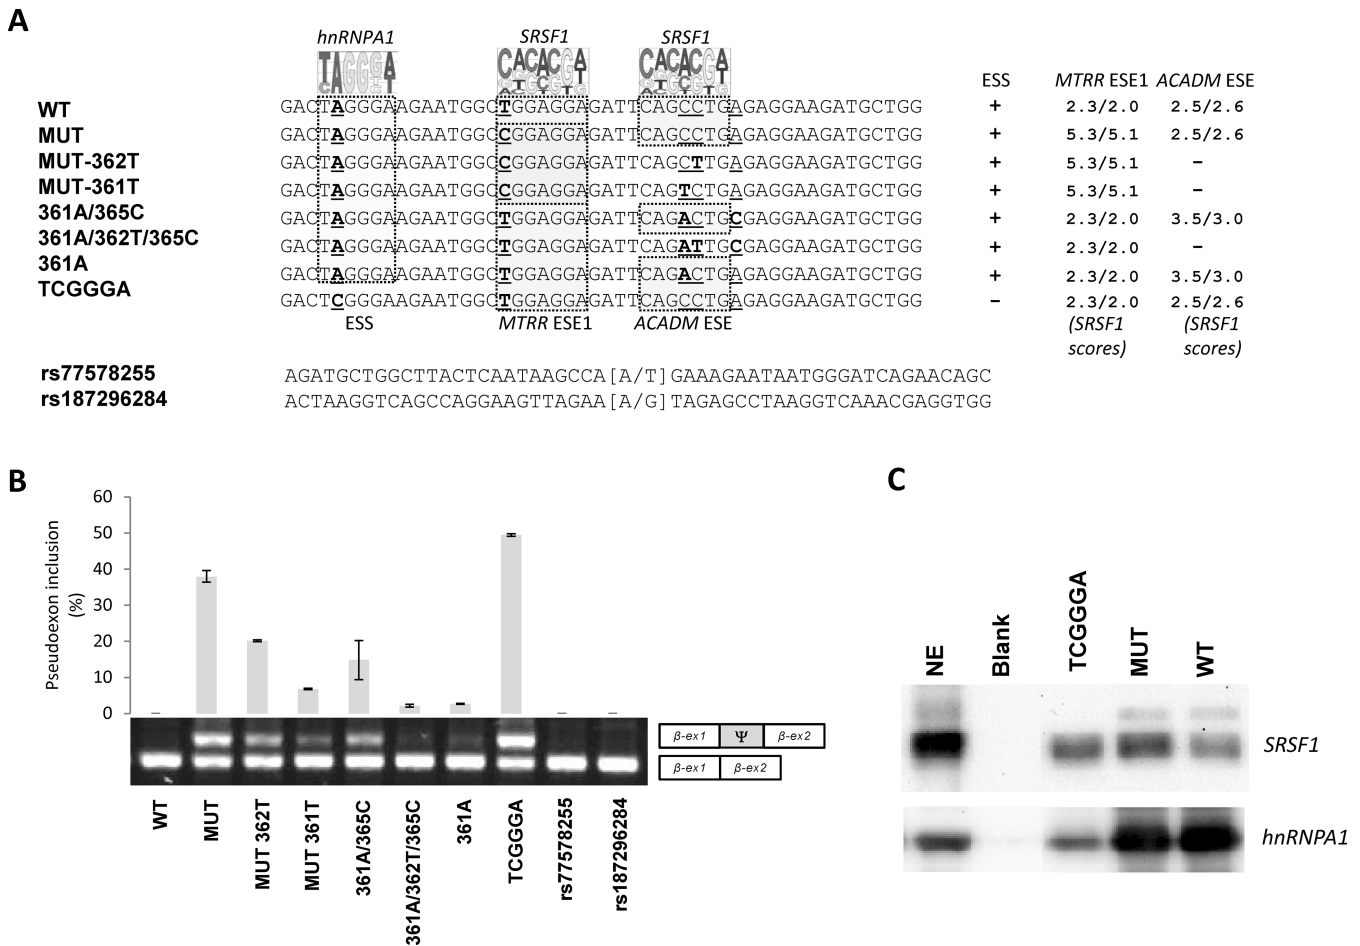 A
hnRNPA1 SRSF1 SRSF1
ESS MTRR ESE1 ACADM ESE
WT GACTAGGGAAGAATGGCTGGAGGAGATTCAGCCTGAGAGGAAGATGCTGG + 2.3/2.0 2.5/2.6
MUT GACTAGGGAAGAATGGCCGGAGGAGATTCAGCCTGAGAGGAAGATGCTGG + 5.3/5.1 2.5/2.6
MUT-362T GACTAGGGAAGAATGGCCGGAGGAGATTCAGCTTGAGAGGAAGATGCTGG + 5.3/5.1 –
MUT-361T GACTAGGGAAGAATGGCCGGAGGAGATTCAGTCTGAGAGGAAGATGCTGG + 5.3/5.1 –
361A/365C GACTAGGGAAGAATGGCTGGAGGAGATTCAGACTGCGAGGAAGATGCTGG + 2.3/2.0 3.5/3.0
361A/362T/365C GACTAGGGAAGAATGGCTGGAGGAGATTCAGATTGCGAGGAAGATGCTGG + 2.3/2.0 –
361A GACTAGGGAAGAATGGCTGGAGGAGATTCAGACTGAGAGGAAGATGCTGG + 2.3/2.0 3.5/3.0
TCGGGA GACTCGGGAAGAATGGCTGGAGGAGATTCAGCCTGAGAGGAAGATGCTGG – 2.3/2.0 2.5/2.6
ESS MTRR ESE1 ACADM ESE (SRSF1 (SRSF1
scores) scores)
rs77578255 AGATGCTGGCTTACTCAATAAGCCA[A/T]GAAAGAATAATGGGATCAGAACAGC
rs187296284 ACTAAGGTCAGCCAGGAAGTTAGAA[A/G]TAGAGCCTAAGGTCAAACGAGGTGG
B
Pseudoexon inclusion
(%)
60
50
40
30
20
10
0
β-ex1 Ψ β-ex2
β-ex1 β-ex2
WT
MUT
MUT 362T
MUT 361T
361A/365C
361A/362T/365C
361A
TCGGGA
rs77578255
rs187296284
C
NE
Blank
TCGGGA
MUT
WT
SRSF1
hnRNPA1